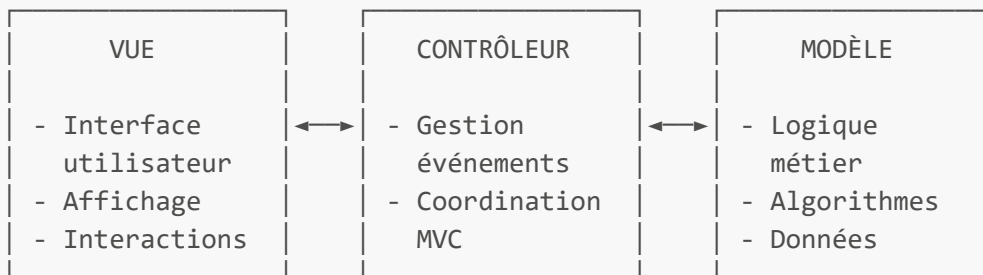 VUE
CONTRÔLEUR
MODÈLE
- Interface
utilisateur
- Affichage
- Interactions
- Gestion
événements
- Coordination
MVC
- Logique
métier
- Algorithmes
- Données